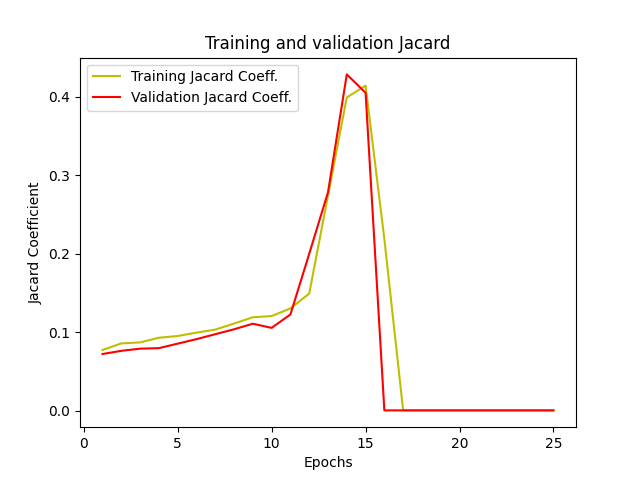 Training and validation Jacard
Training Jacard Coeff.
Validation Jacard Coeff.
Jacard Coefficient
0.4
0.3
0.2
0.1
0.0
0 5 10 15 20 25
Epochs